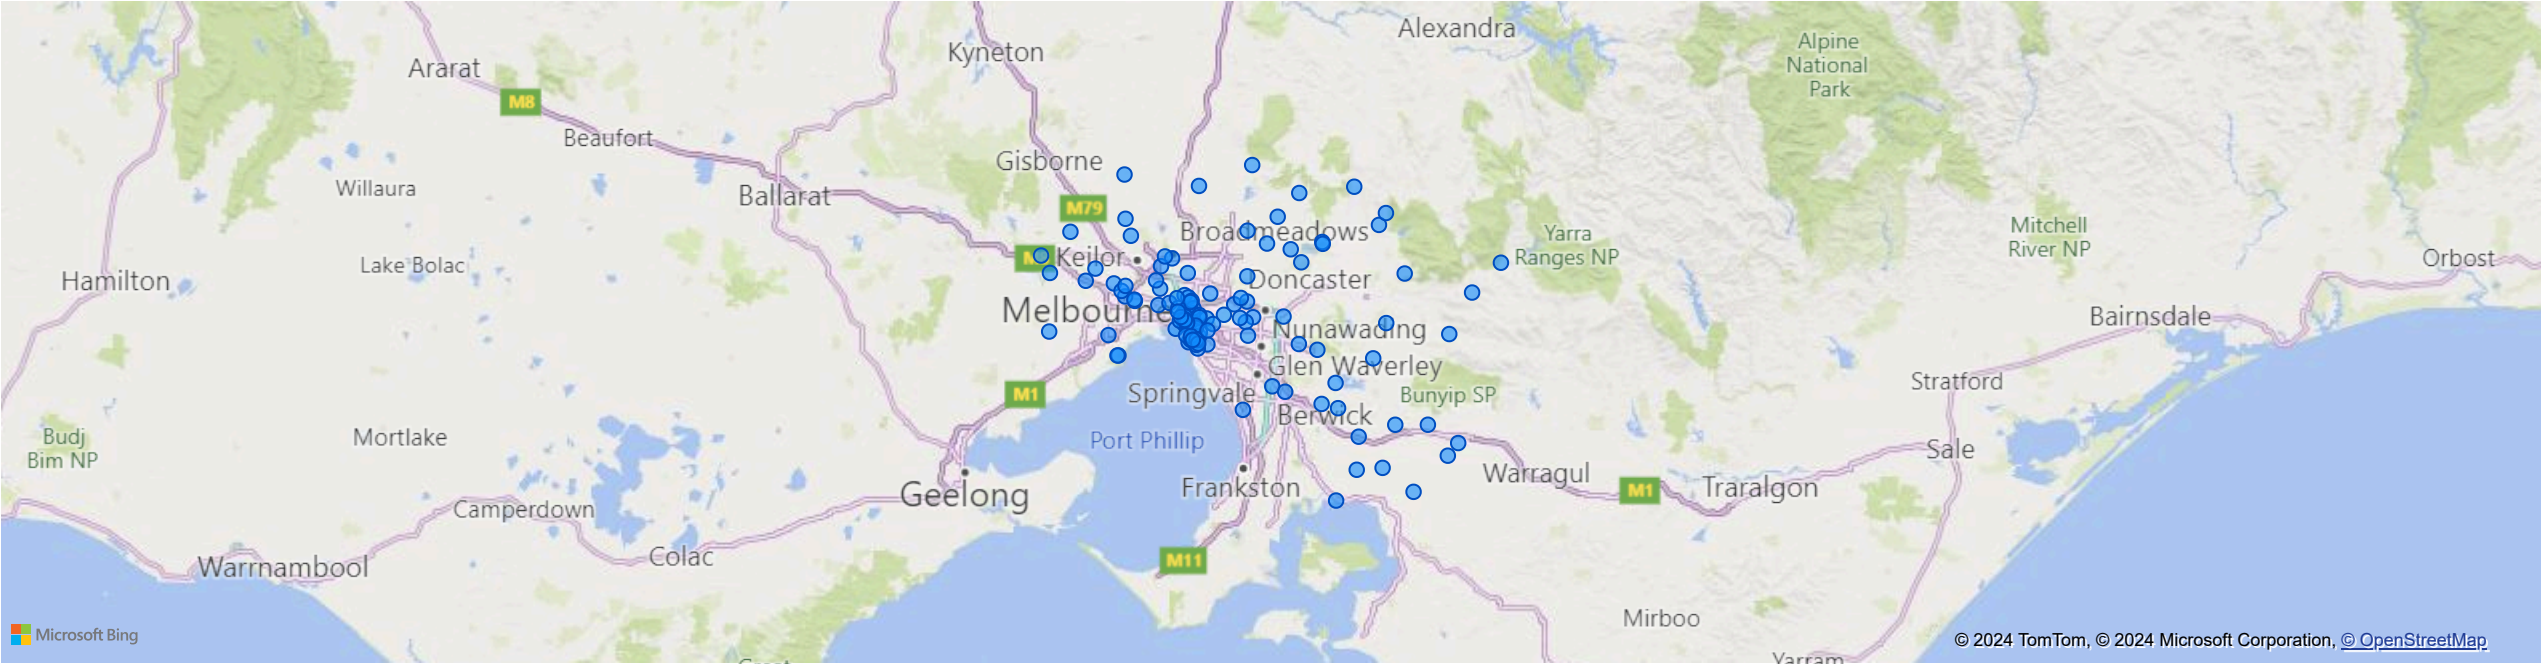 Alexandra
Alpine
National
Park
Kyneton
Ararat
M8
Beaufort
Gisborne
Willaura
Ballarat
M79
Broadmeadows
Yarra
Ranges NP
Mitchell
River NP
Orbost
Keilor
Lake Bolac
Hamilton
Doncaster
Melbourne
Bairnsdale
Nunawading
Glen Waverley
Stratford
M1
Springvale
Bunyip SP
Berwick
Budj
Bim NP
Mortlake
Port Phillip
Sale
Warragul
Geelong
Frankston
M1
Traralgon
Camperdown
Colac
M11
Warrnambool
Mirboo
Microsoft Bing
© 2024 TomTom, © 2024 Microsoft Corporation, © OpenStreetMap
Yarram